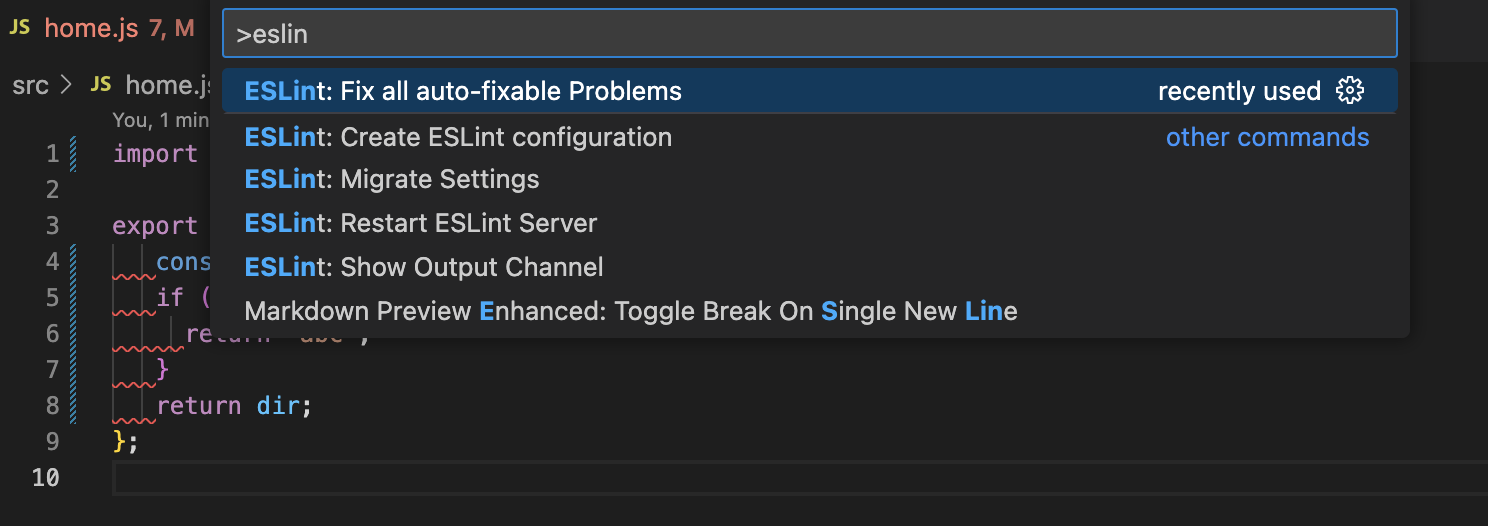 JS home.js 7, M
>eslin
ESLint: Fix all auto-fixable Problems recently used
src > JS home.js
ESLint: Create ESLint configuration other commands
You, 1 min
ESLint: Migrate Settings
ESLint: Restart ESLint Server
ESLint: Show Output Channel
Markdown Preview Enhanced: Toggle Break On Single New Line
1 import
2
3 export
4 cons
5 if (
6 return
7 }
8 return dir;
9 };
10